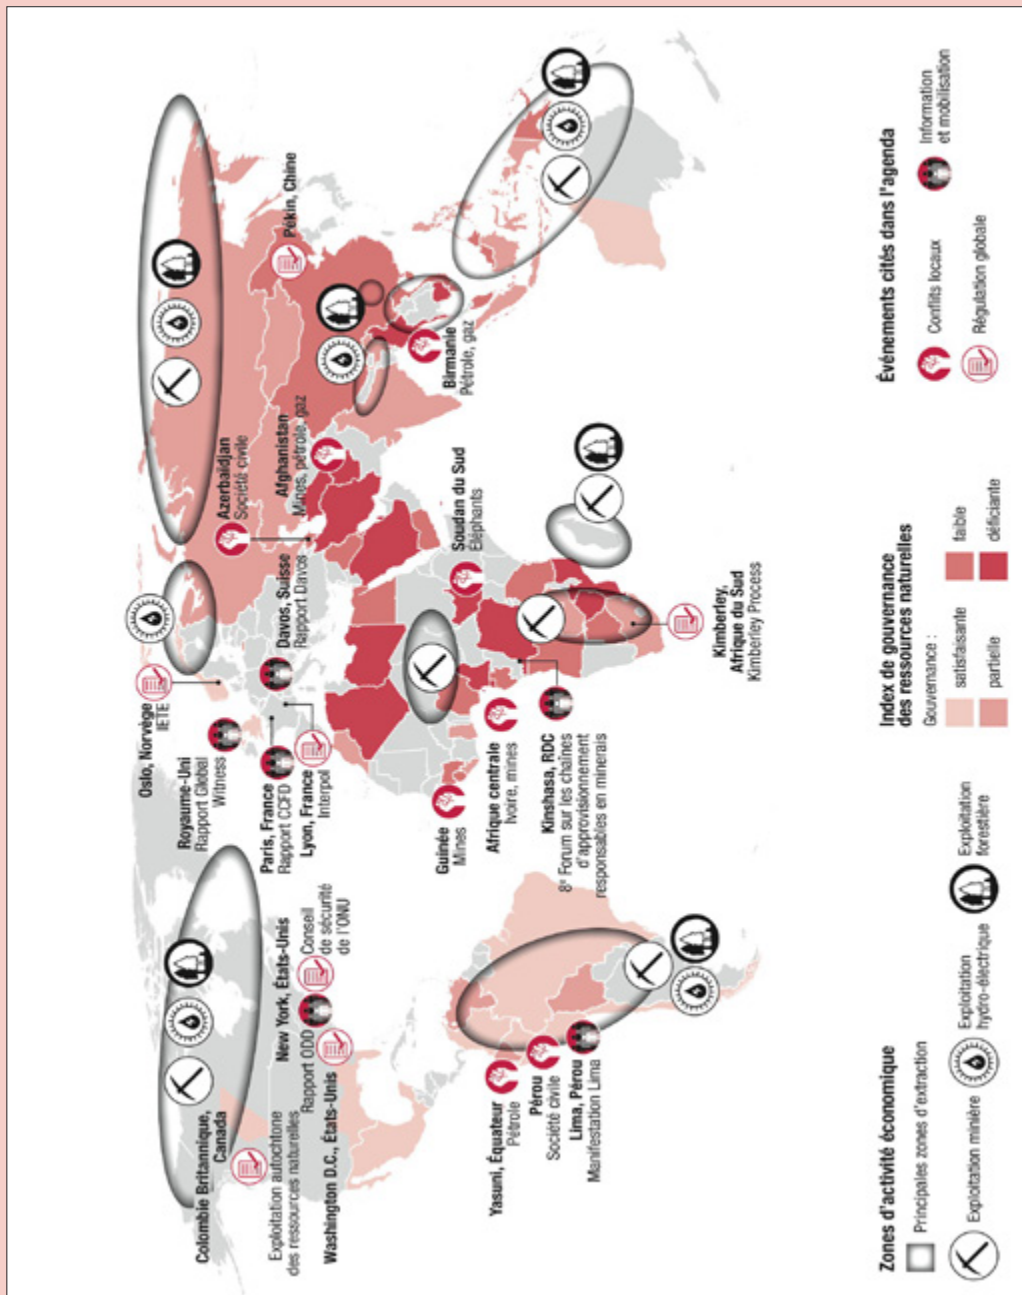 Colombie Britannique,
Canada
Exploitation autochtone
des ressources naturelles
Washington D.C., États-Unis
New York, États-Unis
Rapport ODD
Conseil
de sécurité
de l'ONU
Oslo, Norvège
IETE
Royaume-Uni
Rapport Global
Witness
Paris, France
Rapport CCFD
Lyon, France
Interpol
Davos, Suisse
Rapport Davos
Azerbaïdjan
Société civile
Afghanistan
Mines, pétrole, gaz
Pékin, Chine
Birmanie
Pétrole, gaz
Yasuni, Équateur
Pétrole
Pérou
Société civile
Lima, Pérou
Manifestation Lima
Guinée
Mines
Afrique centrale
Ivoire, mines
Kinshasa, RDC
8e Forum sur les chaînes
d'approvisionnement
responsables en minerais
Soudan du Sud
Éléphants
Kimberley,
Afrique du Sud
Kimberley Process
Zones d'activité économique
Principales zones d'extraction
Exploitation minière
Exploitation
hydro-électrique
Exploitation
forestière
Index de gouvernance
des ressources naturelles
Gouvernance :
satisfaisante
faible
partielle
déficiante
Événements cités dans l'agenda
Conflits locaux
Information
et mobilisation
Régulation globale